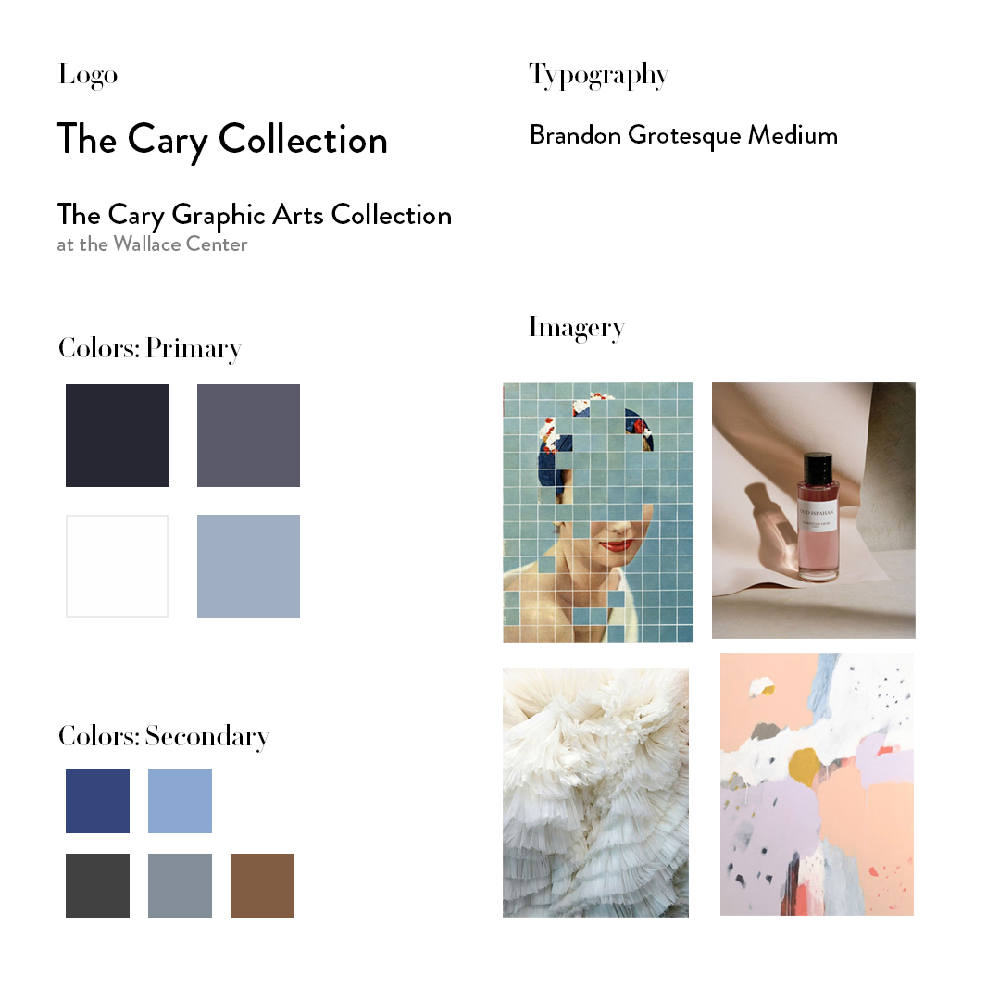 Logo
The Cary Collection
The Cary Graphic Arts Collection
at the Wallace Center
Typography
Brandon Grotesque Medium
Colors: Primary
Colors: Secondary
Imagery